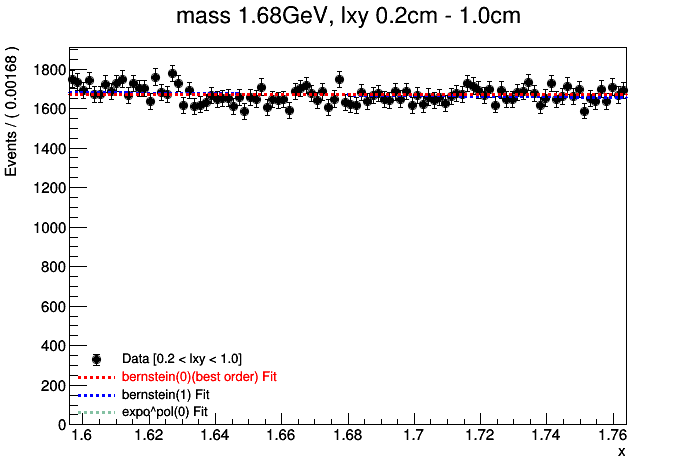 mass 1.68GeV, lxy 0.2cm - 1.0cm
Events / ( 0.00168 )
1800
1600
1400
1200
1000
800
600
400
200
0
Data [0.2 < lxy < 1.0]
bernstein(0)(best order) Fit
bernstein(1) Fit
expo^pol(0) Fit
1.6 1.62 1.64 1.66 1.68 1.7 1.72 1.74 1.76
x